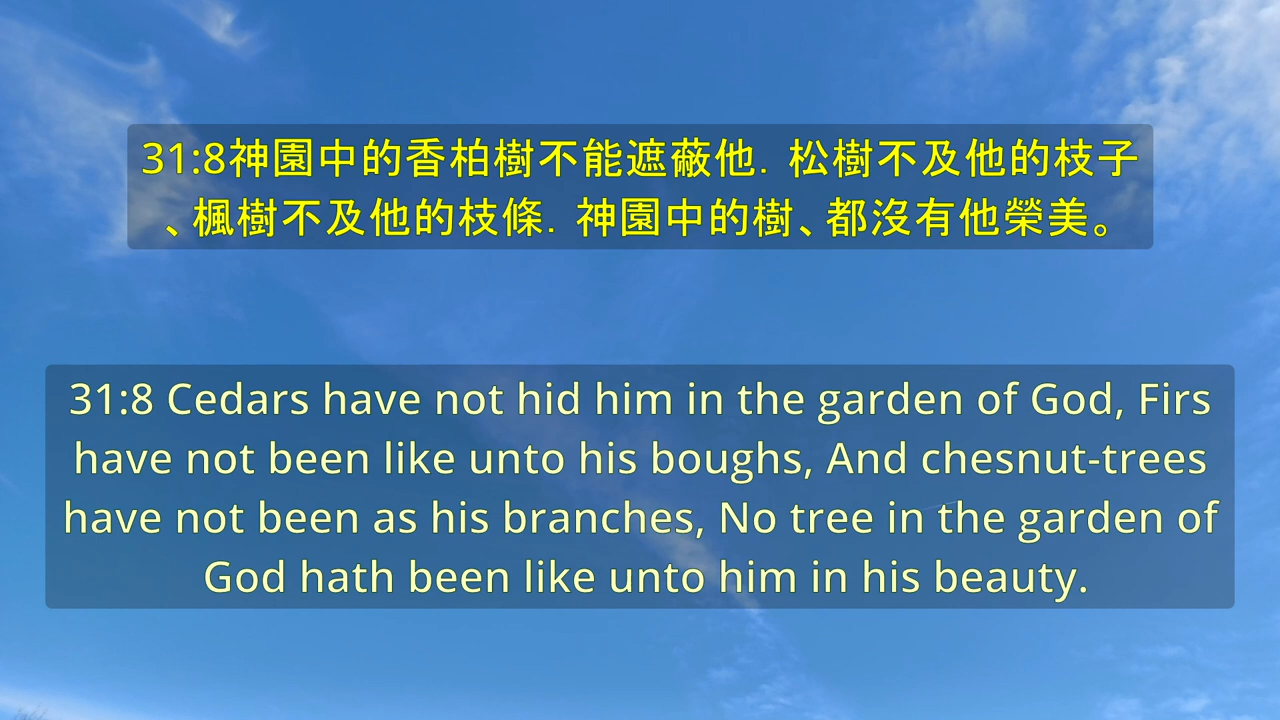 31:8神園中的香柏樹不能遮蔽他．松樹不及他的枝子
、楓樹不及他的枝條．神園中的樹、都沒有他榮美。
31:8 Cedars have not hid him in the garden of God, Firs
have not been like unto his boughs, And chesnut-trees
have not been as his branches, No tree in the garden of
God hath been like unto him in his beauty.